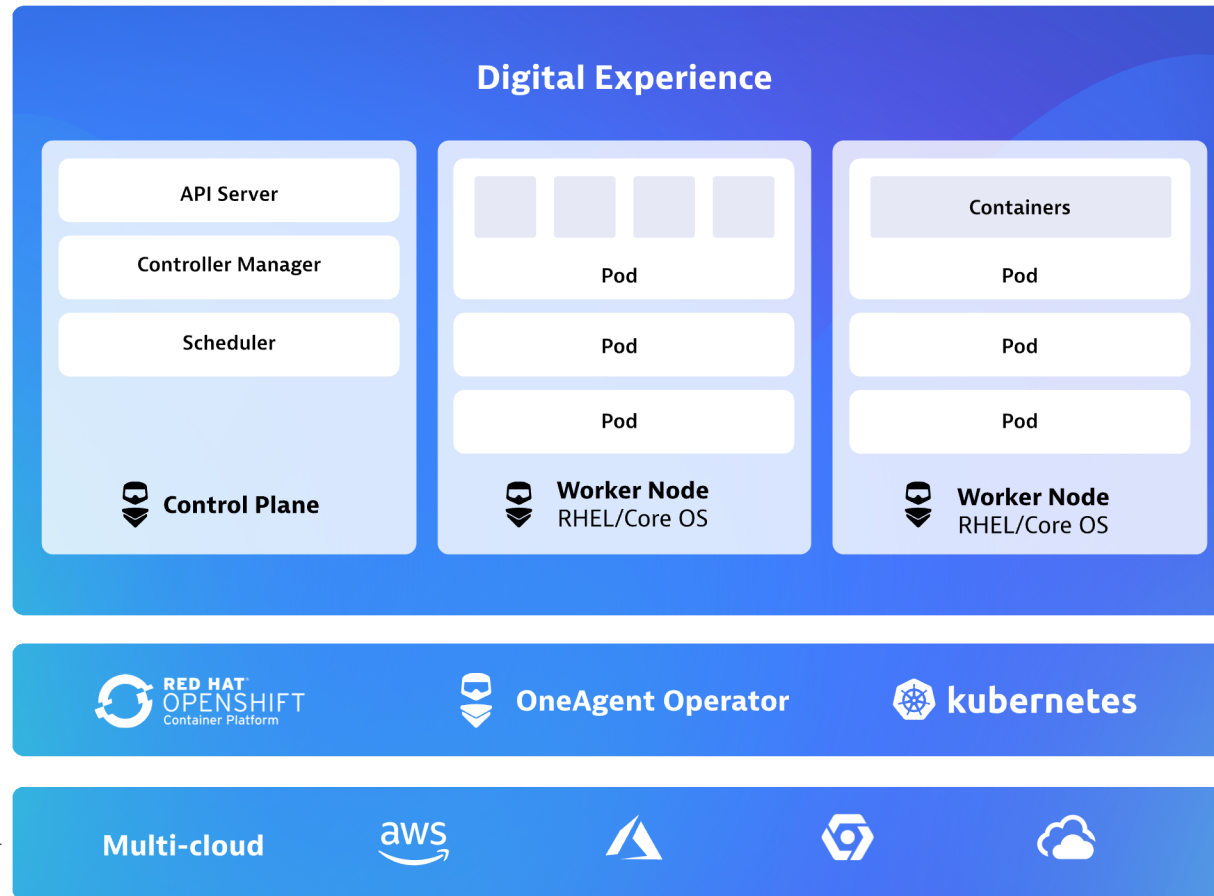 Digital Experience
API Server
Controller Manager
Scheduler
Control Plane
Pod
Pod
Pod
Worker Node
RHEL/Core OS
Containers
Pod
Pod
Pod
Worker Node
RHEL/Core OS
RED HAT
OPENSHIFT
Container Platform
OneAgent Operator
kubernetes
Multi-cloud
aws